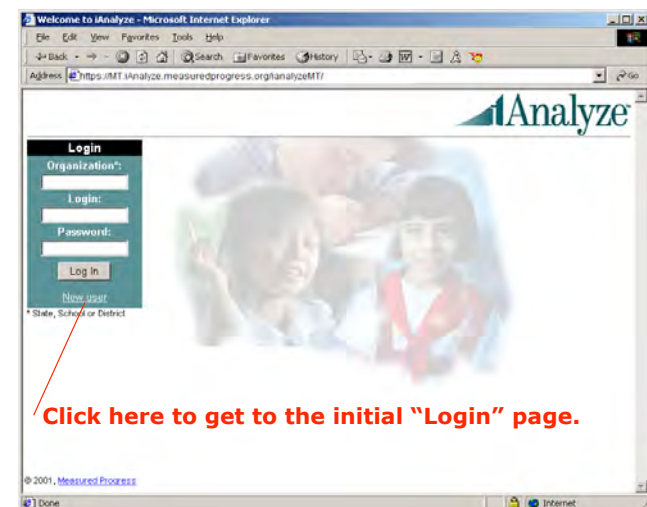 Welcome to iAnalyze - Microsoft Internet Explorer
File Edit View Favorites Tools Help
Back Search Favorites History
Address https://MT.iAnalyze.measuredprogress.org/IanalyzeMT/ Go
iAnalyze
Login
Organization*:
Login:
Password:
Log In
New user
* State, School or District
Click here to get to the initial “Login” page.
© 2001, Measured Progress
Done Internet